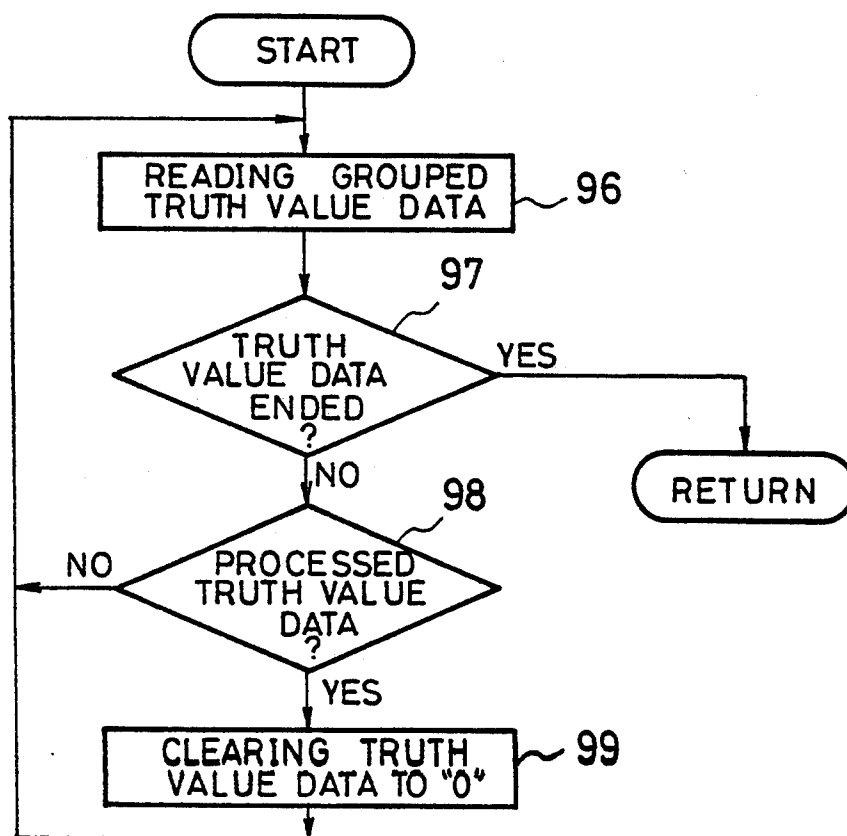 START
READING GROUPED
TRUTH VALUE DATA
96
97
TRUTH
VALUE DATA
ENDED
?
YES
NO
RETURN
98
PROCESSED
TRUTH VALUE
DATA
?
NO
YES
CLEARING TRUTH
VALUE DATA TO "0"
99